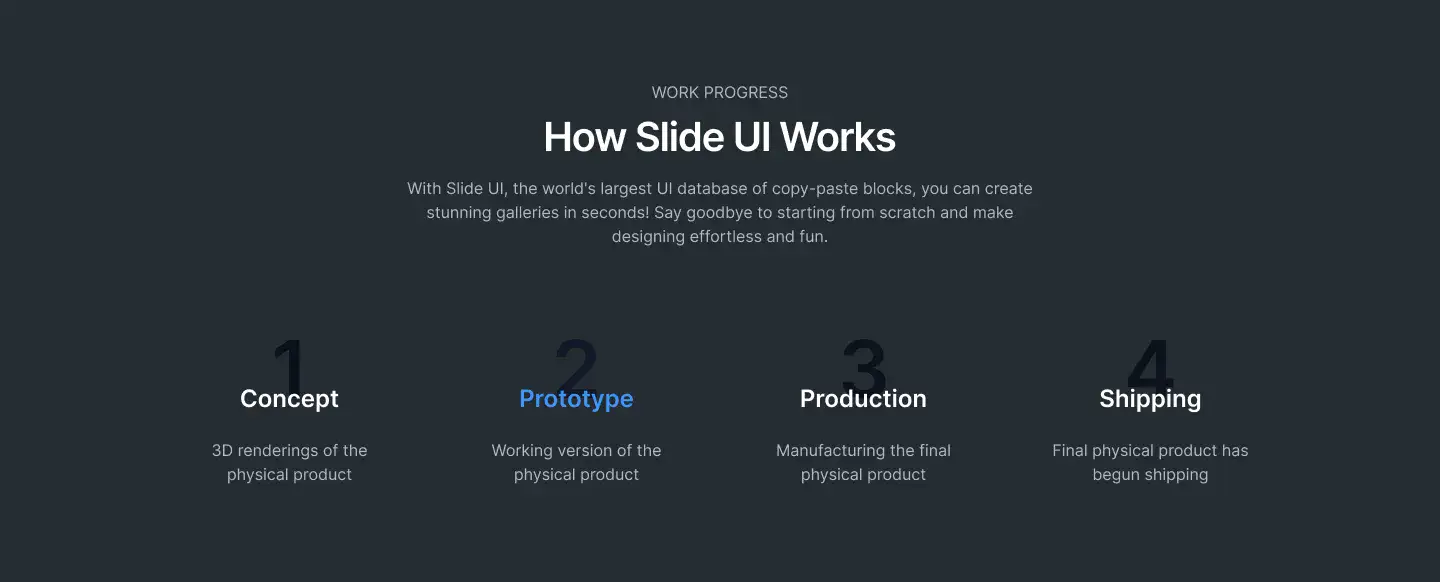 WORK PROGRESS
How Slide UI Works
With Slide UI, the world's largest UI database of copy-paste blocks, you can create
stunning galleries in seconds! Say goodbye to starting from scratch and make
designing effortless and fun.
1
Concept
3D renderings of the
physical product
2
Prototype
Working version of the
physical product
3
Production
Manufacturing the final
physical product
4
Shipping
Final physical product has
begun shipping